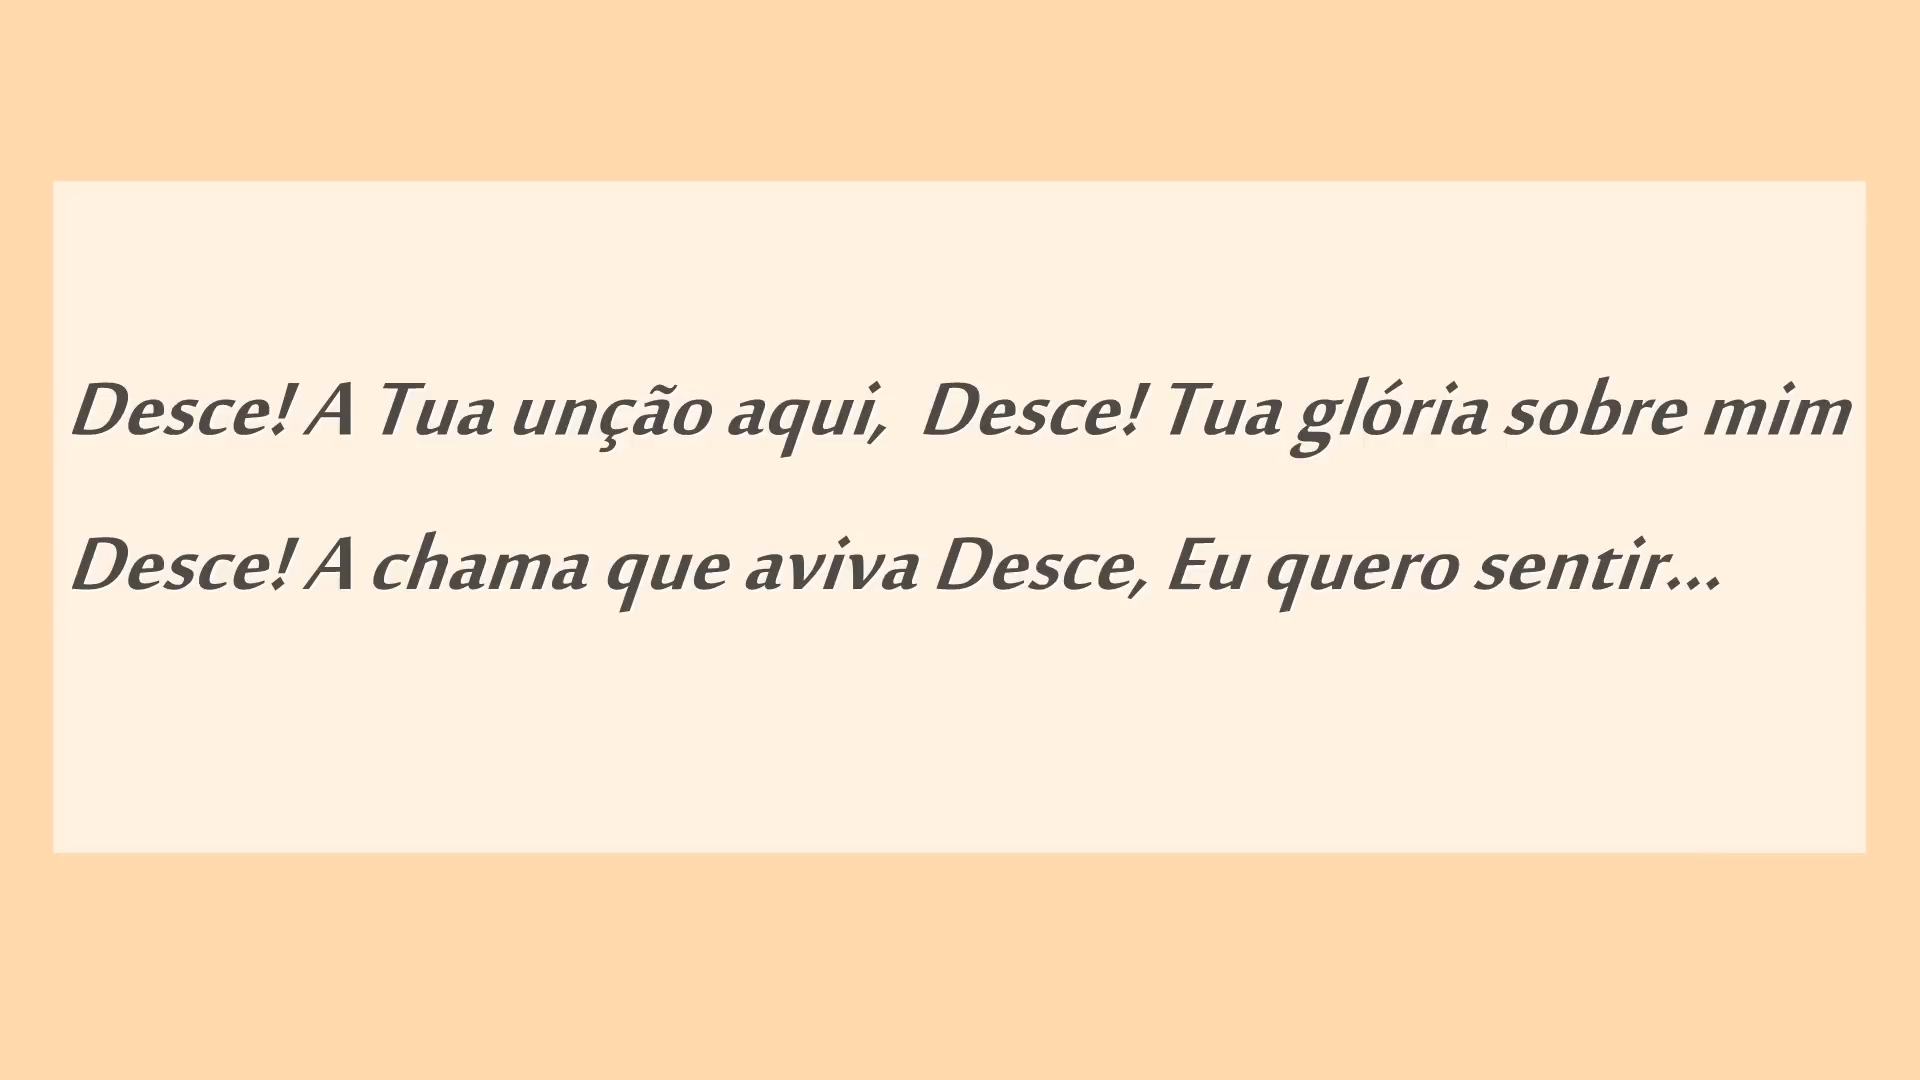 Desce! A Tua unção aqui,  Desce! Tua glória sobre mim
Desce! A chama que aviva Desce, Eu quero sentir...